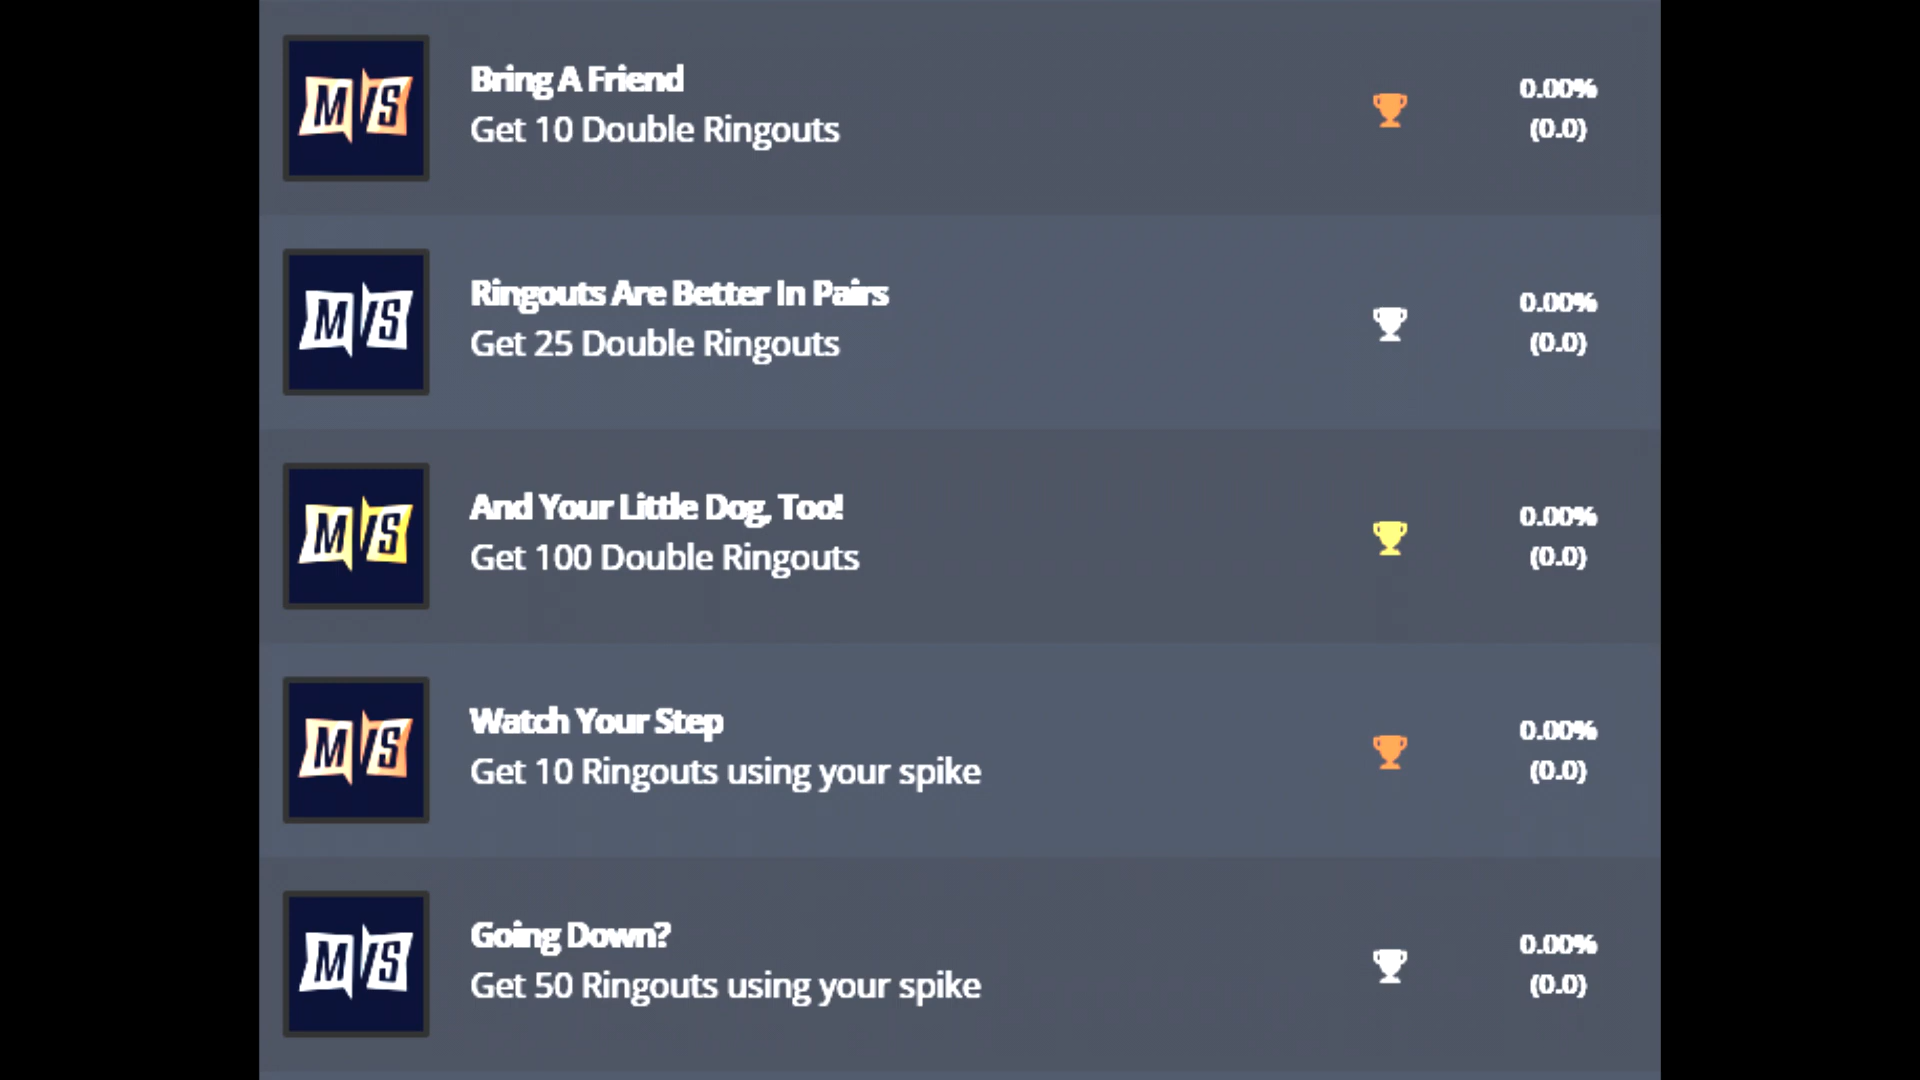 M/S
Bring A Friend
Get 10 Double Ringouts
0.00%
(0.0)
M/S
Ringouts Are Better In Pairs
Get 25 Double Ringouts
0.00%
(0.0)
M/S
And Your Little Dog, Too!
Get 100 Double Ringouts
0.00%
(0.0)
M/S
Watch Your Step
Get 10 Ringouts using your spike
0.00%
(0.0)
M/S
Going Down?
Get 50 Ringouts using your spike
0.00%
(0.0)